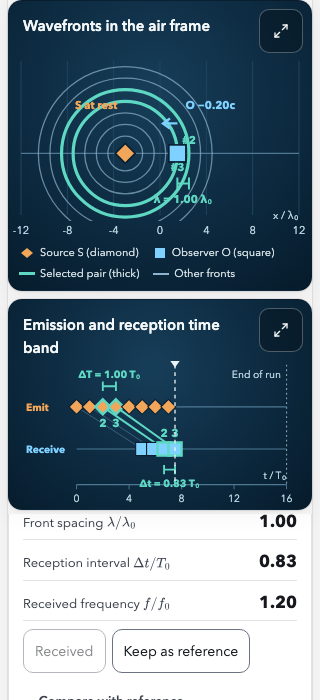 Wavefronts in the air frame
S at rest
O −0.20c
#2
#3
λ = 1.00 λ₀
x / λ₀
-12 -8 -4 0 4 8 12
Source S (diamond) Observer O (square)
Selected pair (thick) Other fronts
Emission and reception time
band
ΔT = 1.00 T₀
End of run
Emit
2 3
2 3
Receive
Δt = 0.83 T₀
t / T₀
0 4 8 12 16
Front spacing λ/λ₀ 1.00
Reception interval Δt/T₀ 0.83
Received frequency f/f₀ 1.20
Received Keep as reference
Compare with reference